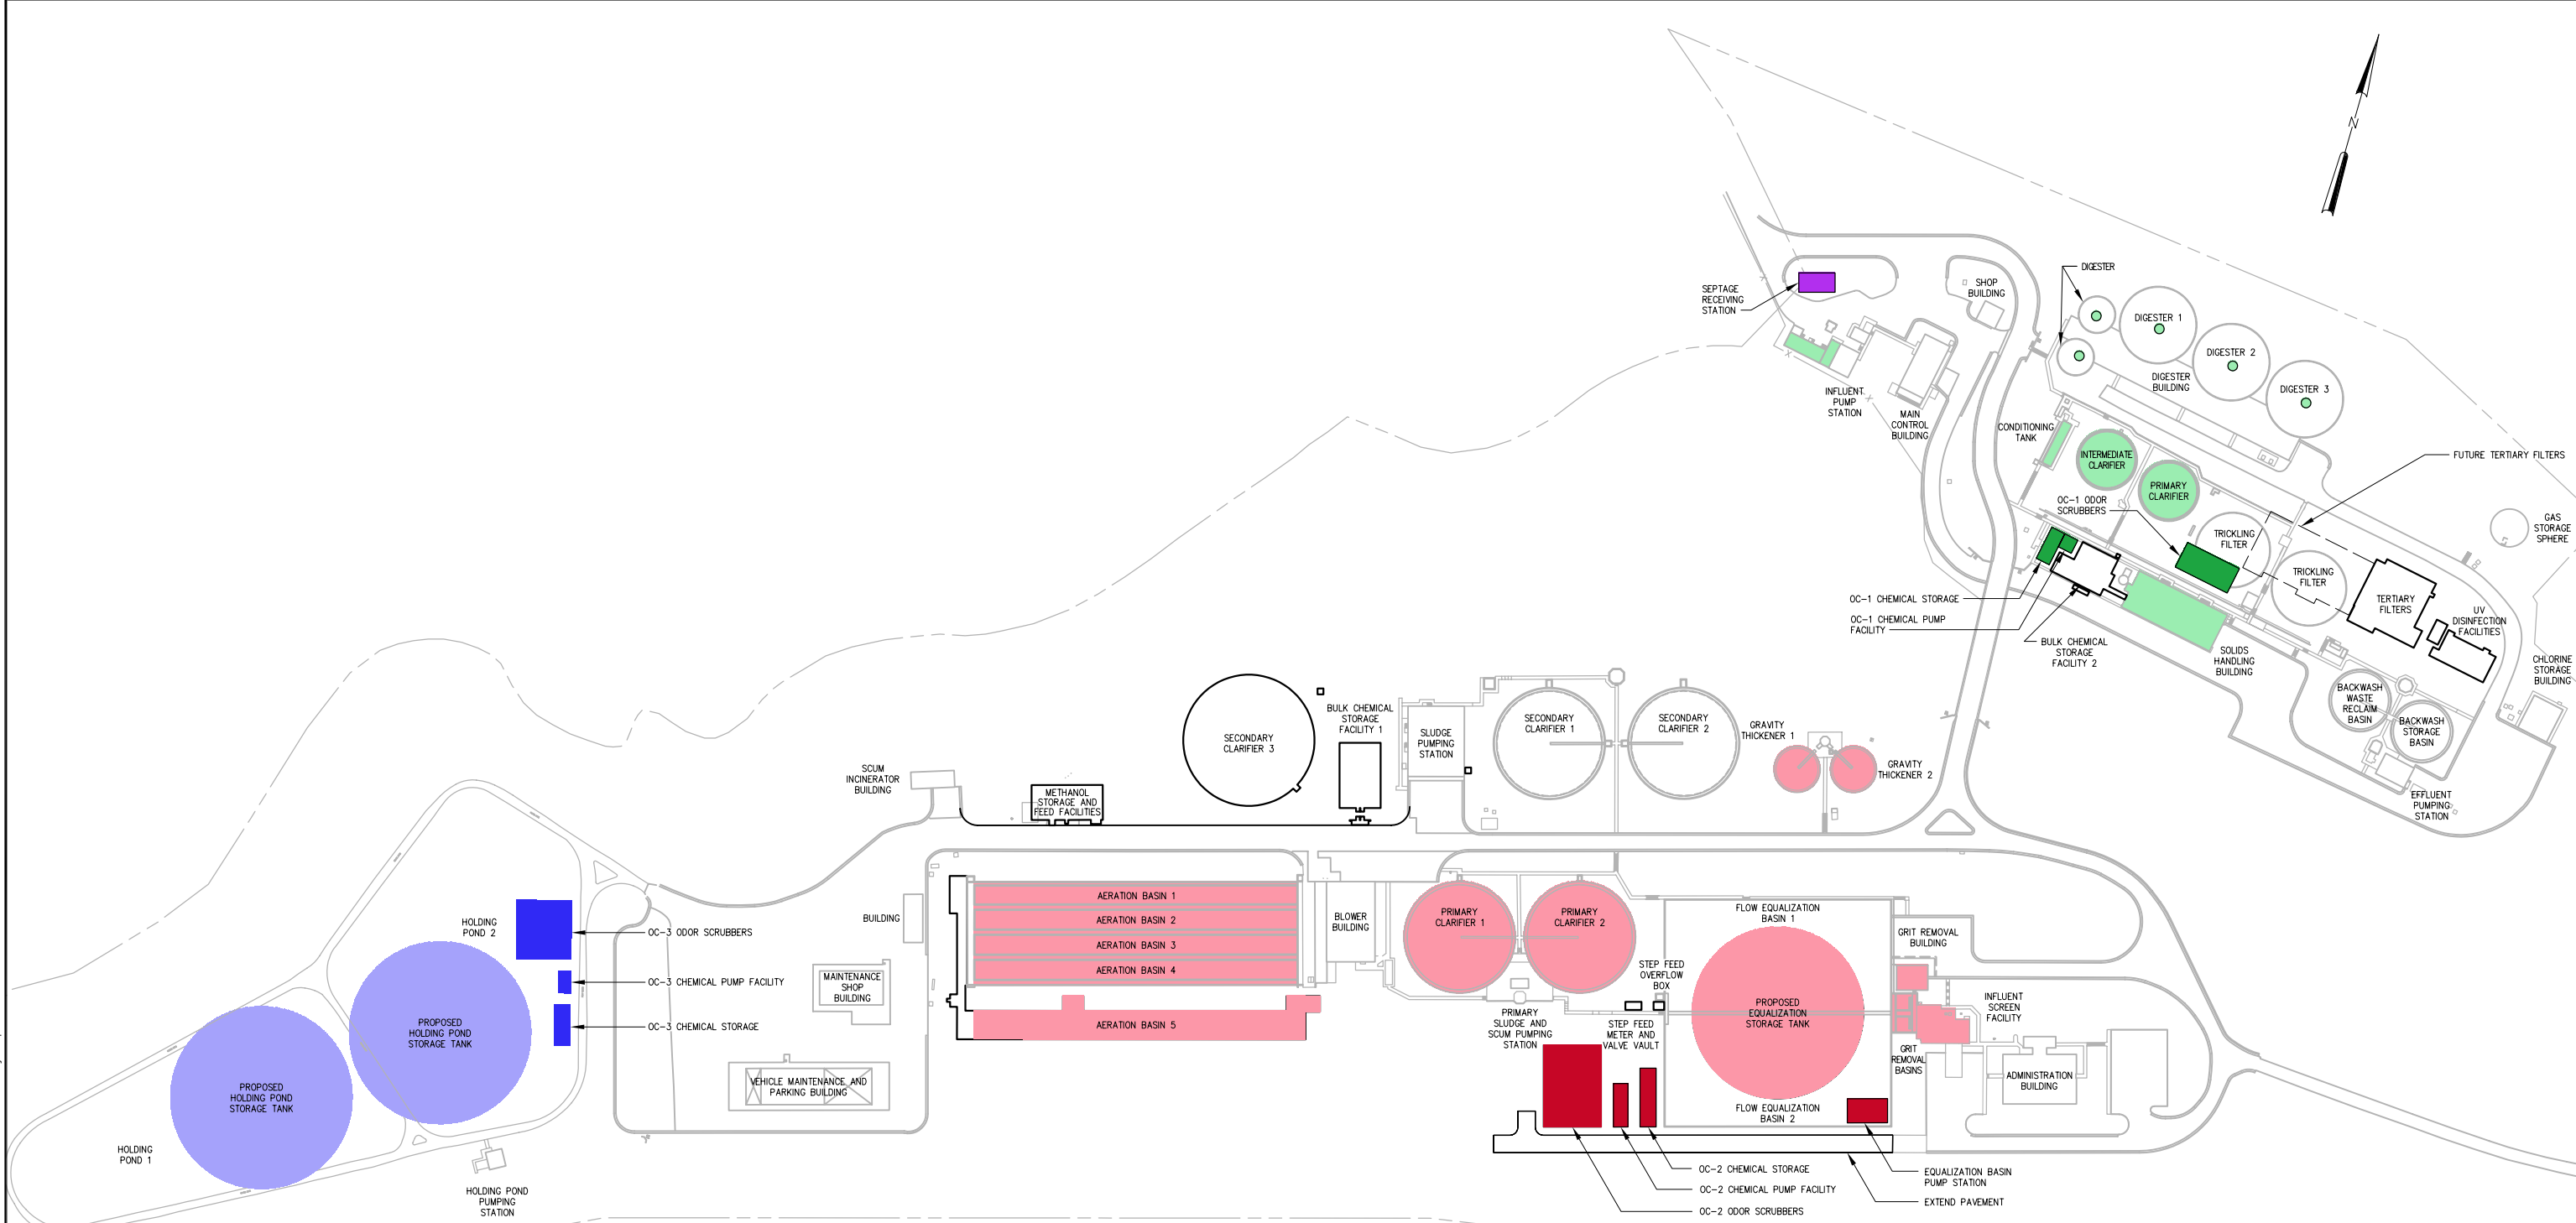 N
SEPTAGE
RECEIVING
STATION
SHOP
BUILDING
DIGESTER
DIGESTER 1
DIGESTER 2
DIGESTER 3
DIGESTER
BUILDING
INFLUENT
PUMP
STATION
MAIN
CONTROL
BUILDING
CONDITIONING
TANK
INTERMEDIATE
CLARIFIER
PRIMARY
CLARIFIER
FUTURE TERTIARY FILTERS
OC-1 ODOR
SCRUBBERS
TRICKLING
FILTER
TRICKLING
FILTER
GAS
STORAGE
SPHERE
TERTIARY
FILTERS
UV
DISINFECTION
FACILITIES
OC-1 CHEMICAL STORAGE
OC-1 CHEMICAL PUMP
FACILITY
BULK CHEMICAL
STORAGE
FACILITY 2
SOLIDS
HANDLING
BUILDING
CHLORINE
STORAGE
BUILDING
BACKWASH
WASTE
RECLAIM
BASIN
BACKWASH
STORAGE
BASIN
EFFLUENT
PUMPING
STATION
SECONDARY
CLARIFIER 3
BULK CHEMICAL
STORAGE
FACILITY 1
SLUDGE
PUMPING
STATION
SECONDARY
CLARIFIER 1
SECONDARY
CLARIFIER 2
GRAVITY
THICKENER 1
GRAVITY
THICKENER 2
SCUM
INCINERATOR
BUILDING
METHANOL
STORAGE AND
FEED FACILITIES
HOLDING
POND 2
OC-3 ODOR SCRUBBERS
OC-3 CHEMICAL PUMP FACILITY
OC-3 CHEMICAL STORAGE
PROPOSED
HOLDING POND
STORAGE TANK
PROPOSED
HOLDING POND
STORAGE TANK
HOLDING
POND 1
HOLDING POND
PUMPING
STATION
BUILDING
MAINTENANCE
SHOP
BUILDING
VEHICLE MAINTENANCE AND
PARKING BUILDING
AERATION BASIN 1
AERATION BASIN 2
AERATION BASIN 3
AERATION BASIN 4
AERATION BASIN 5
BLOWER
BUILDING
PRIMARY
CLARIFIER 1
PRIMARY
CLARIFIER 2
FLOW EQUALIZATION
BASIN 1
STEP FEED
OVERFLOW
BOX
PROPOSED
EQUALIZATION
STORAGE TANK
PRIMARY
SLUDGE AND
SCUM PUMPING
STATION
STEP FEED
METER AND
VALVE VAULT
FLOW EQUALIZATION
BASIN 2
GRIT REMOVAL
BUILDING
INFLUENT
SCREEN
FACILITY
GRIT
REMOVAL
BASINS
ADMINISTRATION
BUILDING
OC-2 CHEMICAL STORAGE
OC-2 CHEMICAL PUMP FACILITY
OC-2 ODOR SCRUBBERS
EQUALIZATION BASIN
PUMP STATION
EXTEND PAVEMENT